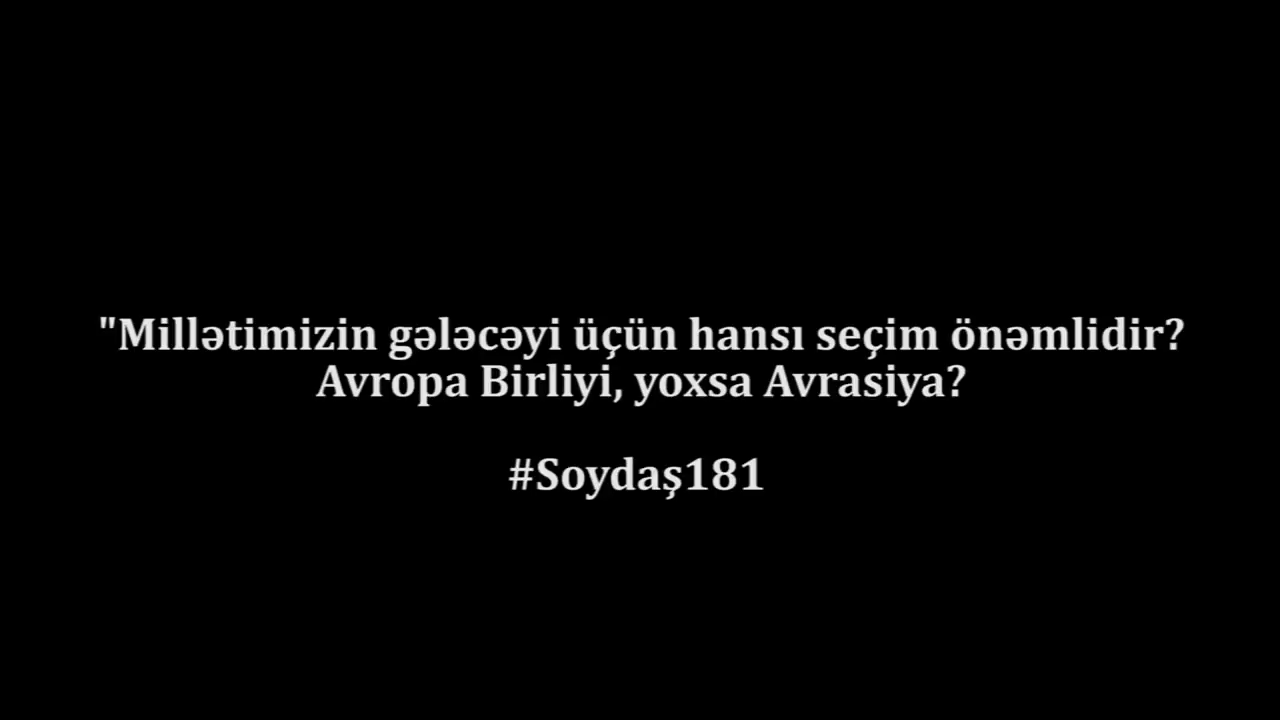 "Millətimizin gələcəyi üçün hansı seçim önəmlidir?
Avropa Birliyi, yoxsa Avrasiya?
#Soydaş181